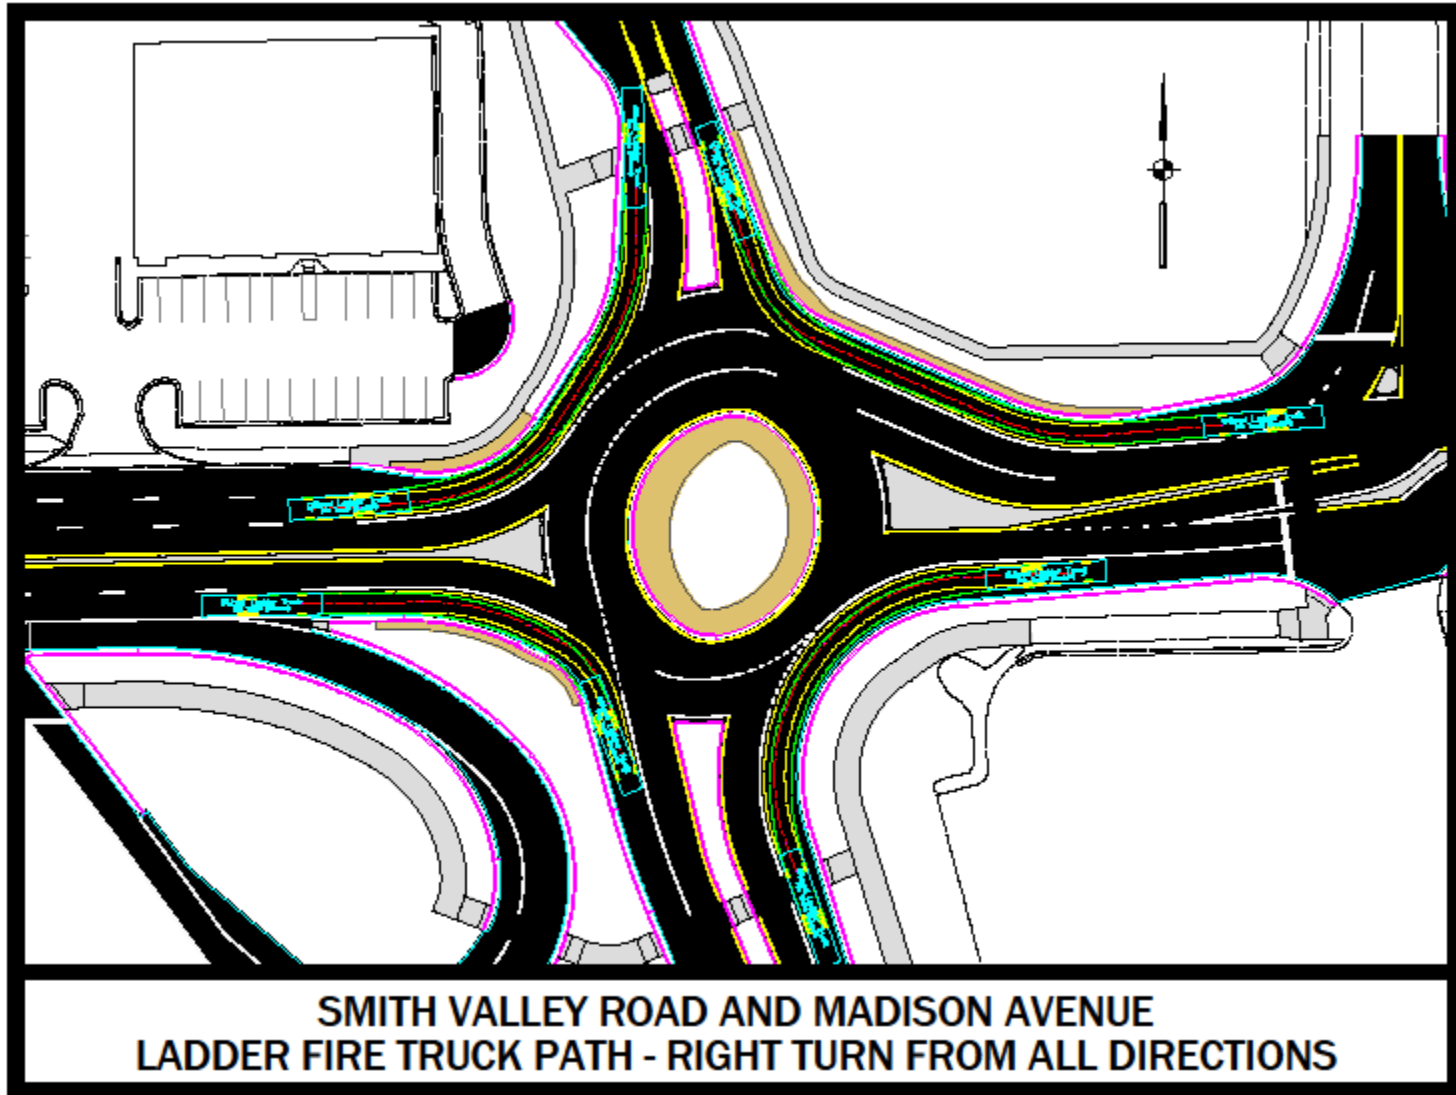 SMITH VALLEY ROAD AND MADISON AVENUE
LADDER FIRE TRUCK PATH - RIGHT TURN FROM ALL DIRECTIONS